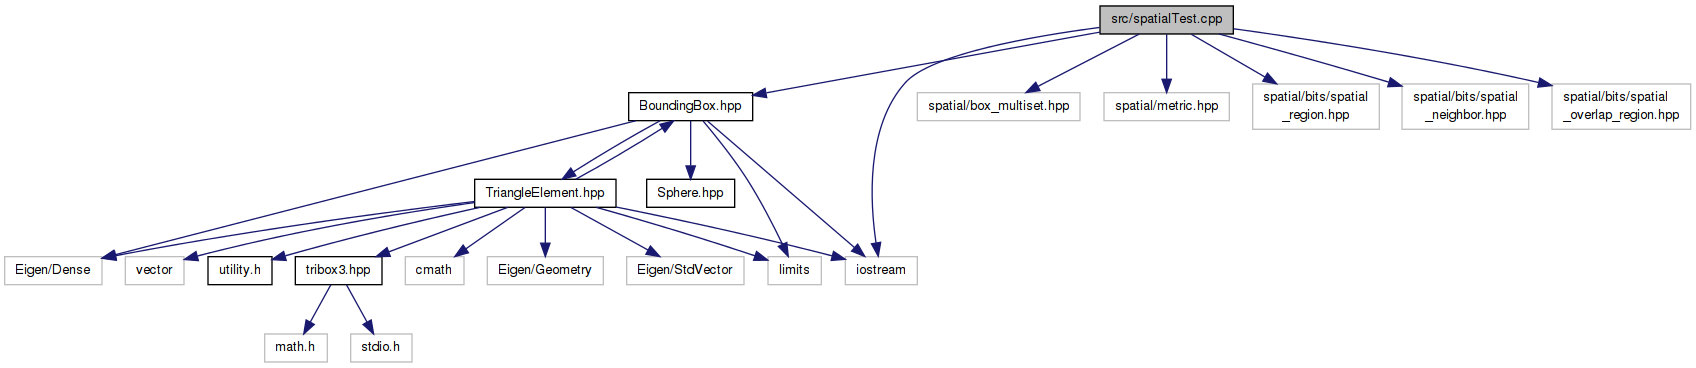 src/spatialTest.cpp
BoundingBox.hpp
spatial/box_multiset.hpp
spatial/metric.hpp
spatial/bits/spatial
_region.hpp
spatial/bits/spatial
_neighbor.hpp
spatial/bits/spatial
_overlap_region.hpp
TriangleElement.hpp
Sphere.hpp
Eigen/Dense
vector
utility.h
tribox3.hpp
cmath
Eigen/Geometry
Eigen/StdVector
limits
iostream
math.h
stdio.h